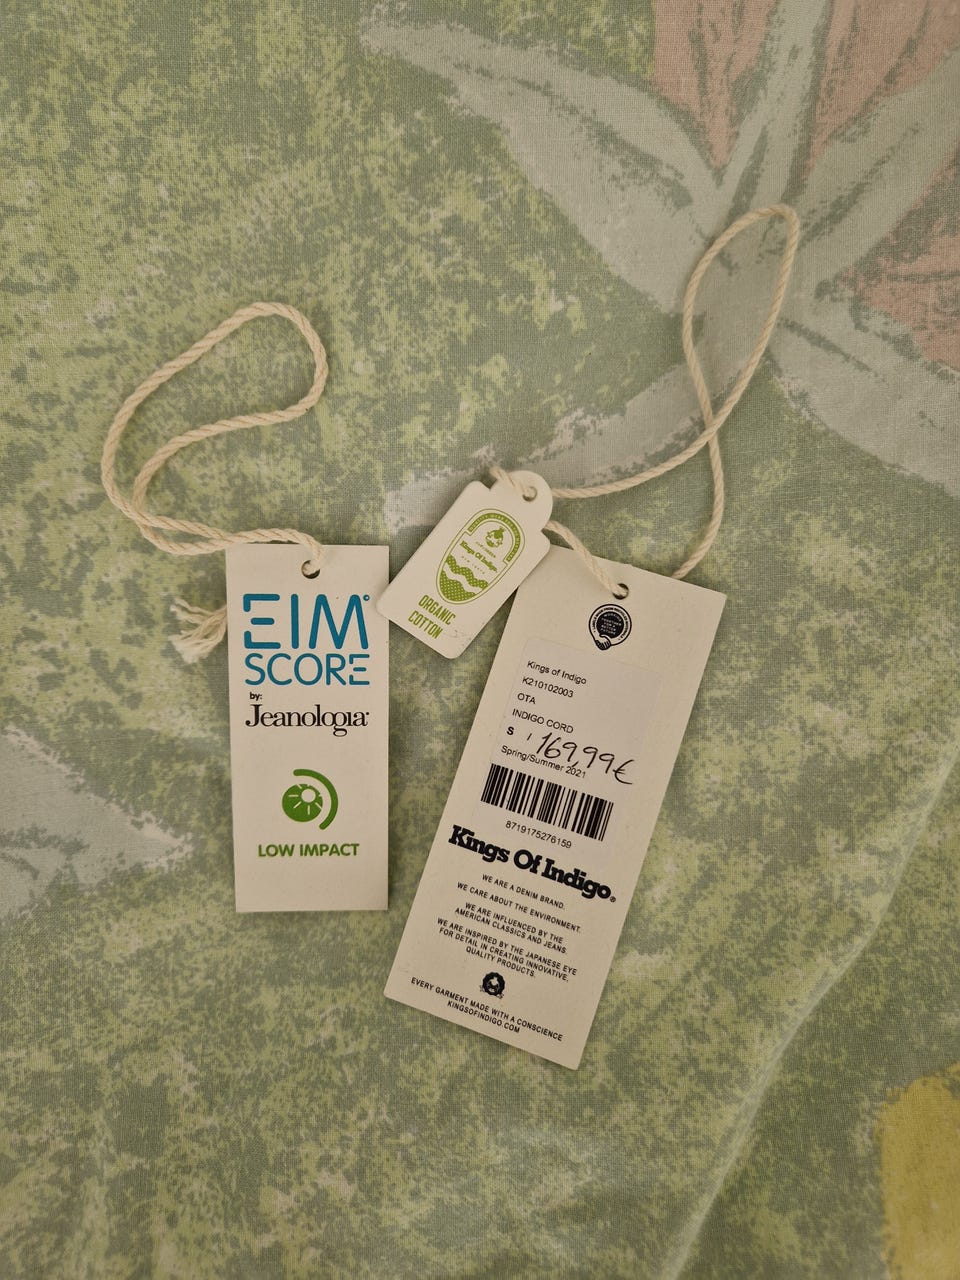 EIM
SCORE
by:
Jeanologia
LOW IMPACT
Kings Of Indigo
ORGANIC
COTTON
Kings of Indigo
K210102003
OTA
INDIGO CORD
S
169,99€
Spring/Summer 2021
8719175276159
Kings Of Indigo®
WE ARE A DENIM BRAND.
WE CARE ABOUT THE ENVIRONMENT.
WE ARE INFLUENCED BY THE
AMERICAN CLASSICS AND JEANS.
WE ARE INSPIRED BY THE JAPANESE EYE
FOR DETAIL IN CREATING INNOVATIVE,
QUALITY PRODUCTS.
EVERY GARMENT MADE WITH A CONSCIENCE
KINGSOFINDIGO.COM